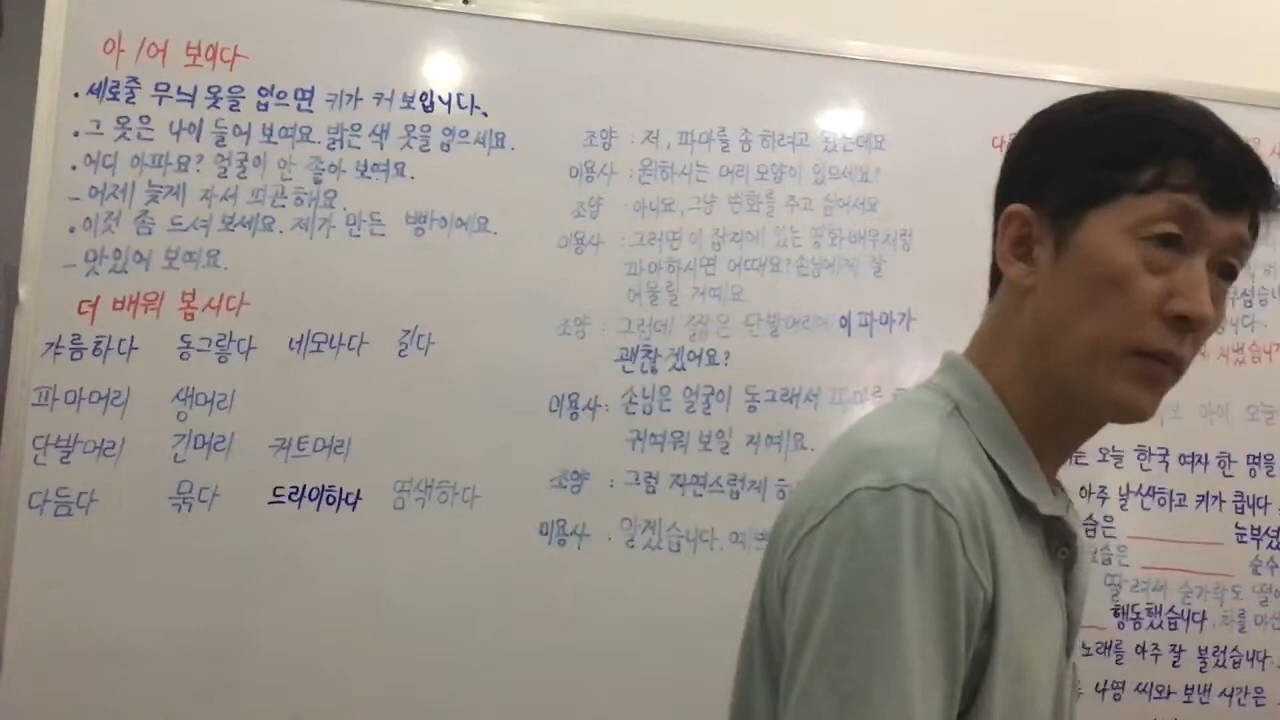 아/어 보이다
· 세로줄 무늬 옷을 입으면 키가 커 보입니다.
· 그 옷은 나이 들어 보여요. 밝은 색 옷을 입으세요.
· 어디 아파요? 얼굴이 안 좋아 보여요.
- 어제 늦게 자서 피곤해요.
· 이것 좀 드셔 보세요. 제가 만든 빵이에요.
- 맛있어 보여요.
더 배워 봅시다
갸름하다 동그랗다 네모나다 길다
파마머리 생머리
단발머리 긴머리 커트머리
다듬다 묶다 드라이하다 염색하다
조양 : 저, 파마를 좀 하려고 왔는데요
미용사 : 원하시는 머리 모양이 있으세요?
조양 : 아니요, 그냥 변화를 주고 싶어서요
미용사 : 그러면 이 잡지에 있는 영화배우처럼
파마하시면 어때요? 손님에게 잘
어울릴 거예요
조양 : 그런데 짧은 단발머리에 이 파마가
괜찮겠어요?
미용사 : 손님은 얼굴이 동그래서 파마를
귀여워 보일 거예요.
조양 : 그럼 자연스럽게
미용사 : 알겠습니다.
오늘 한국 여자 한 명을
아주 날씬하고 키가 큽니다.
습은 ________ 눈부셨
모습은 ________ 순수
숟가락도
행동했습니다.
노래를 아주 잘 불렀습니다.
나영 씨와 보낸 시간은